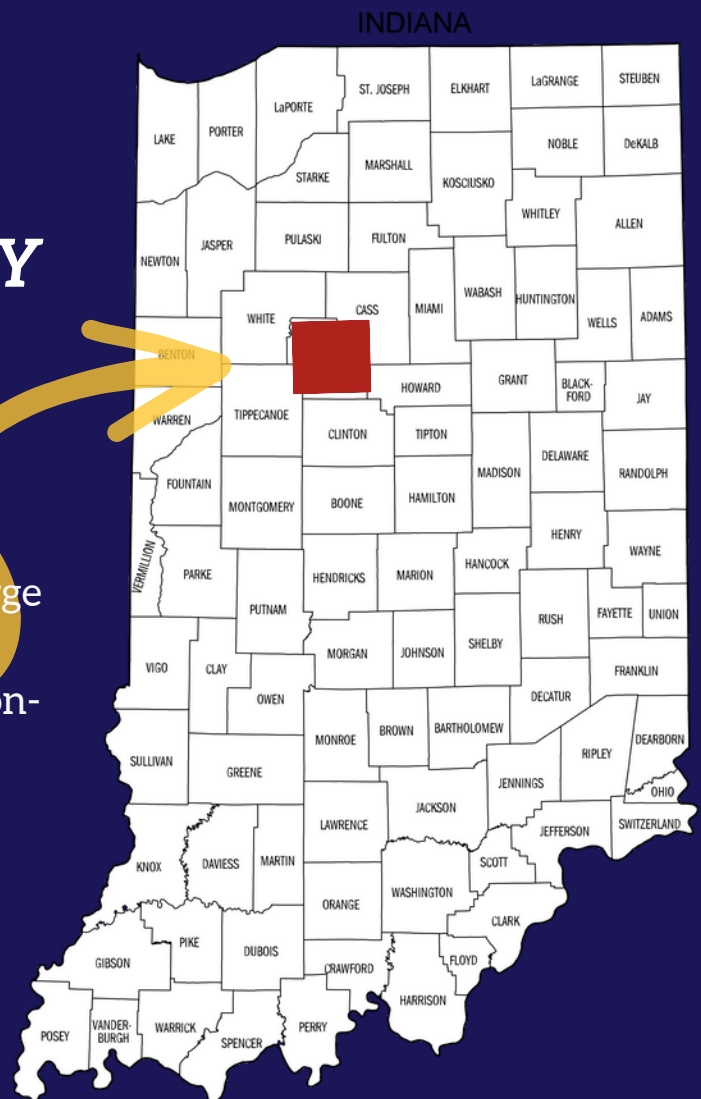 INDIANA
LAKE
PORTER
LaPORTE
ST. JOSEPH
ELKHART
LaGRANGE
STEUBEN
NOBLE
DeKALB
STARKE
MARSHALL
KOSCIUSKO
WHITLEY
ALLEN
Y
NEWTON
JASPER
PULASKI
FULTON
WHITE
CASS
MIAMI
WABASH
HUNTINGTON
WELLS
ADAMS
BENTON
HOWARD
GRANT
BLACK-
FORD
JAY
WARREN
TIPPECANOE
CLINTON
TIPTON
MADISON
DELAWARE
RANDOLPH
FOUNTAIN
MONTGOMERY
BOONE
HAMILTON
HENRY
WAYNE
VERMILLION
PARKE
PUTNAM
HENDRICKS
MARION
HANCOCK
rge
RUSH
FAYETTE
UNION
VIGO
CLAY
OWEN
MORGAN
JOHNSON
SHELBY
FRANKLIN
DECATUR
on-
MONROE
BROWN
BARTHOLOMEW
DEARBORN
RIPLEY
SULLIVAN
GREENE
JENNINGS
OHIO
LAWRENCE
JACKSON
JEFFERSON
SWITZERLAND
KNOX
DAVIESS
MARTIN
SCOTT
ORANGE
WASHINGTON
CLARK
GIBSON
PIKE
DUBOIS
CRAWFORD
FLOYD
HARRISON
POSEY
VANDER-
BURGH
WARRICK
SPENCER
PERRY